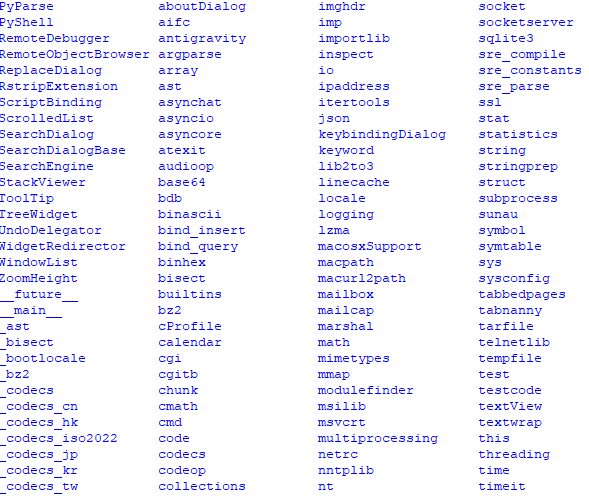 PyParse aboutDialog imghdr socket
PyShell aifc imp socketserver
RemoteDebugger antigravity importlib sqlite3
RemoteObjectBrowser argparse inspect sre_compile
ReplaceDialog array io sre_constants
RstripExtension ast ipaddress sre_parse
ScriptBinding asynchat itertools ssl
ScrolledList asyncio json stat
SearchDialog asyncore keybindingDialog statistics
SearchDialogBase atexit keyword string
SearchEngine audioop lib2to3 stringprep
StackViewer base64 linecache struct
ToolTip bdb locale subprocess
TreeWidget binascii logging sunau
UndoDelegator bind_insert lzma symbol
WidgetRedirector bind_query macosxSupport symtable
WindowList binhex macpath sys
ZoomHeight bisect macurl2path sysconfig
__future__ builtins mailbox tabbedpages
__main__ bz2 mailcap tabnanny
_ast cProfile marshal tarfile
_bisect calendar math telnetlib
_bootlocale cgi mimetypes tempfile
_bz2 cgitb mmap test
_codecs chunk modulefinder testcode
_codecs_cn cmath msilib textView
_codecs_hk cmd msvcrt textwrap
_codecs_iso2022 code multiprocessing this
_codecs_jp codecs netrc threading
_codecs_kr codeop nntplib time
_codecs_tw collections nt timeit